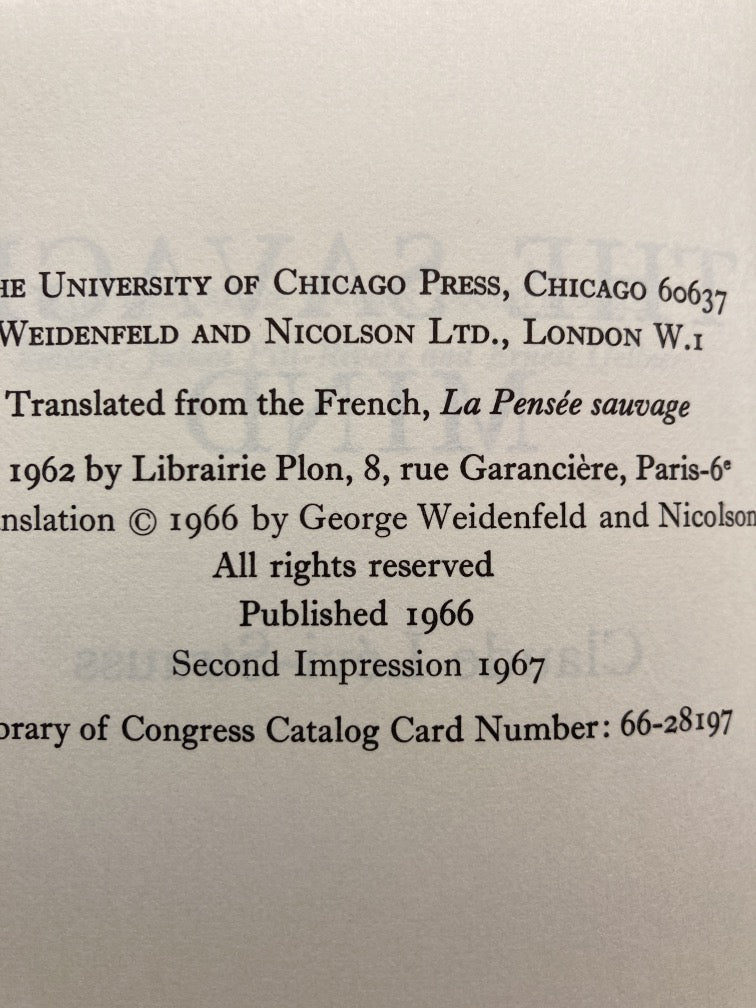 HE UNIVERSITY OF CHICAGO PRESS, CHICAGO 60637
WEIDENFELD AND NICOLSON LTD., LONDON W.1
Translated from the French, La Pensée sauvage
1962 by Librairie Plon, 8, rue Garancière, Paris-6e
nslation © 1966 by George Weidenfeld and Nicolson
All rights reserved
Published 1966
Second Impression 1967
brary of Congress Catalog Card Number: 66-28197